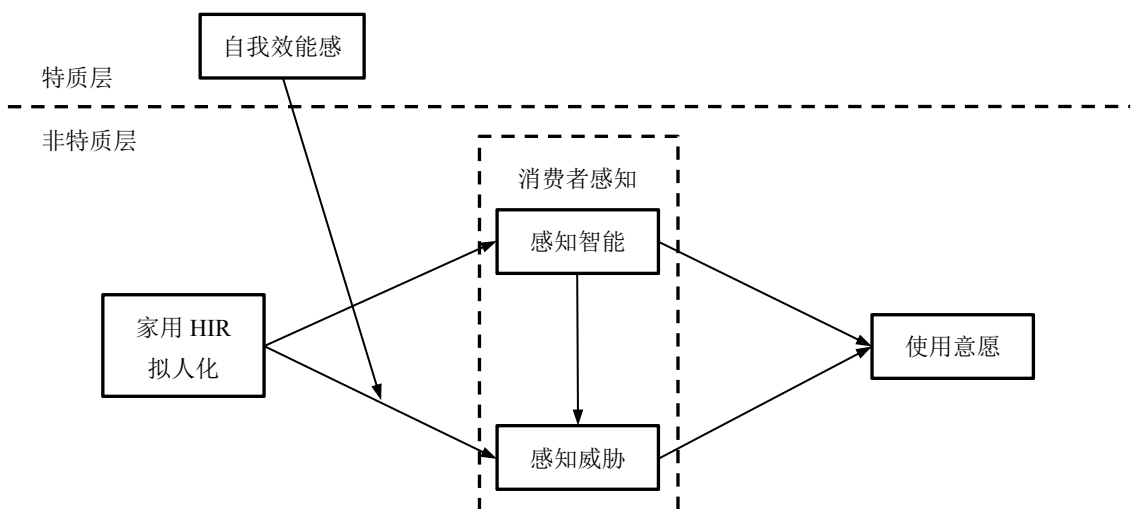 自我效能感
特质层
非特质层
消费者感知
感知智能
家用 HIR
拟人化
使用意愿
感知威胁